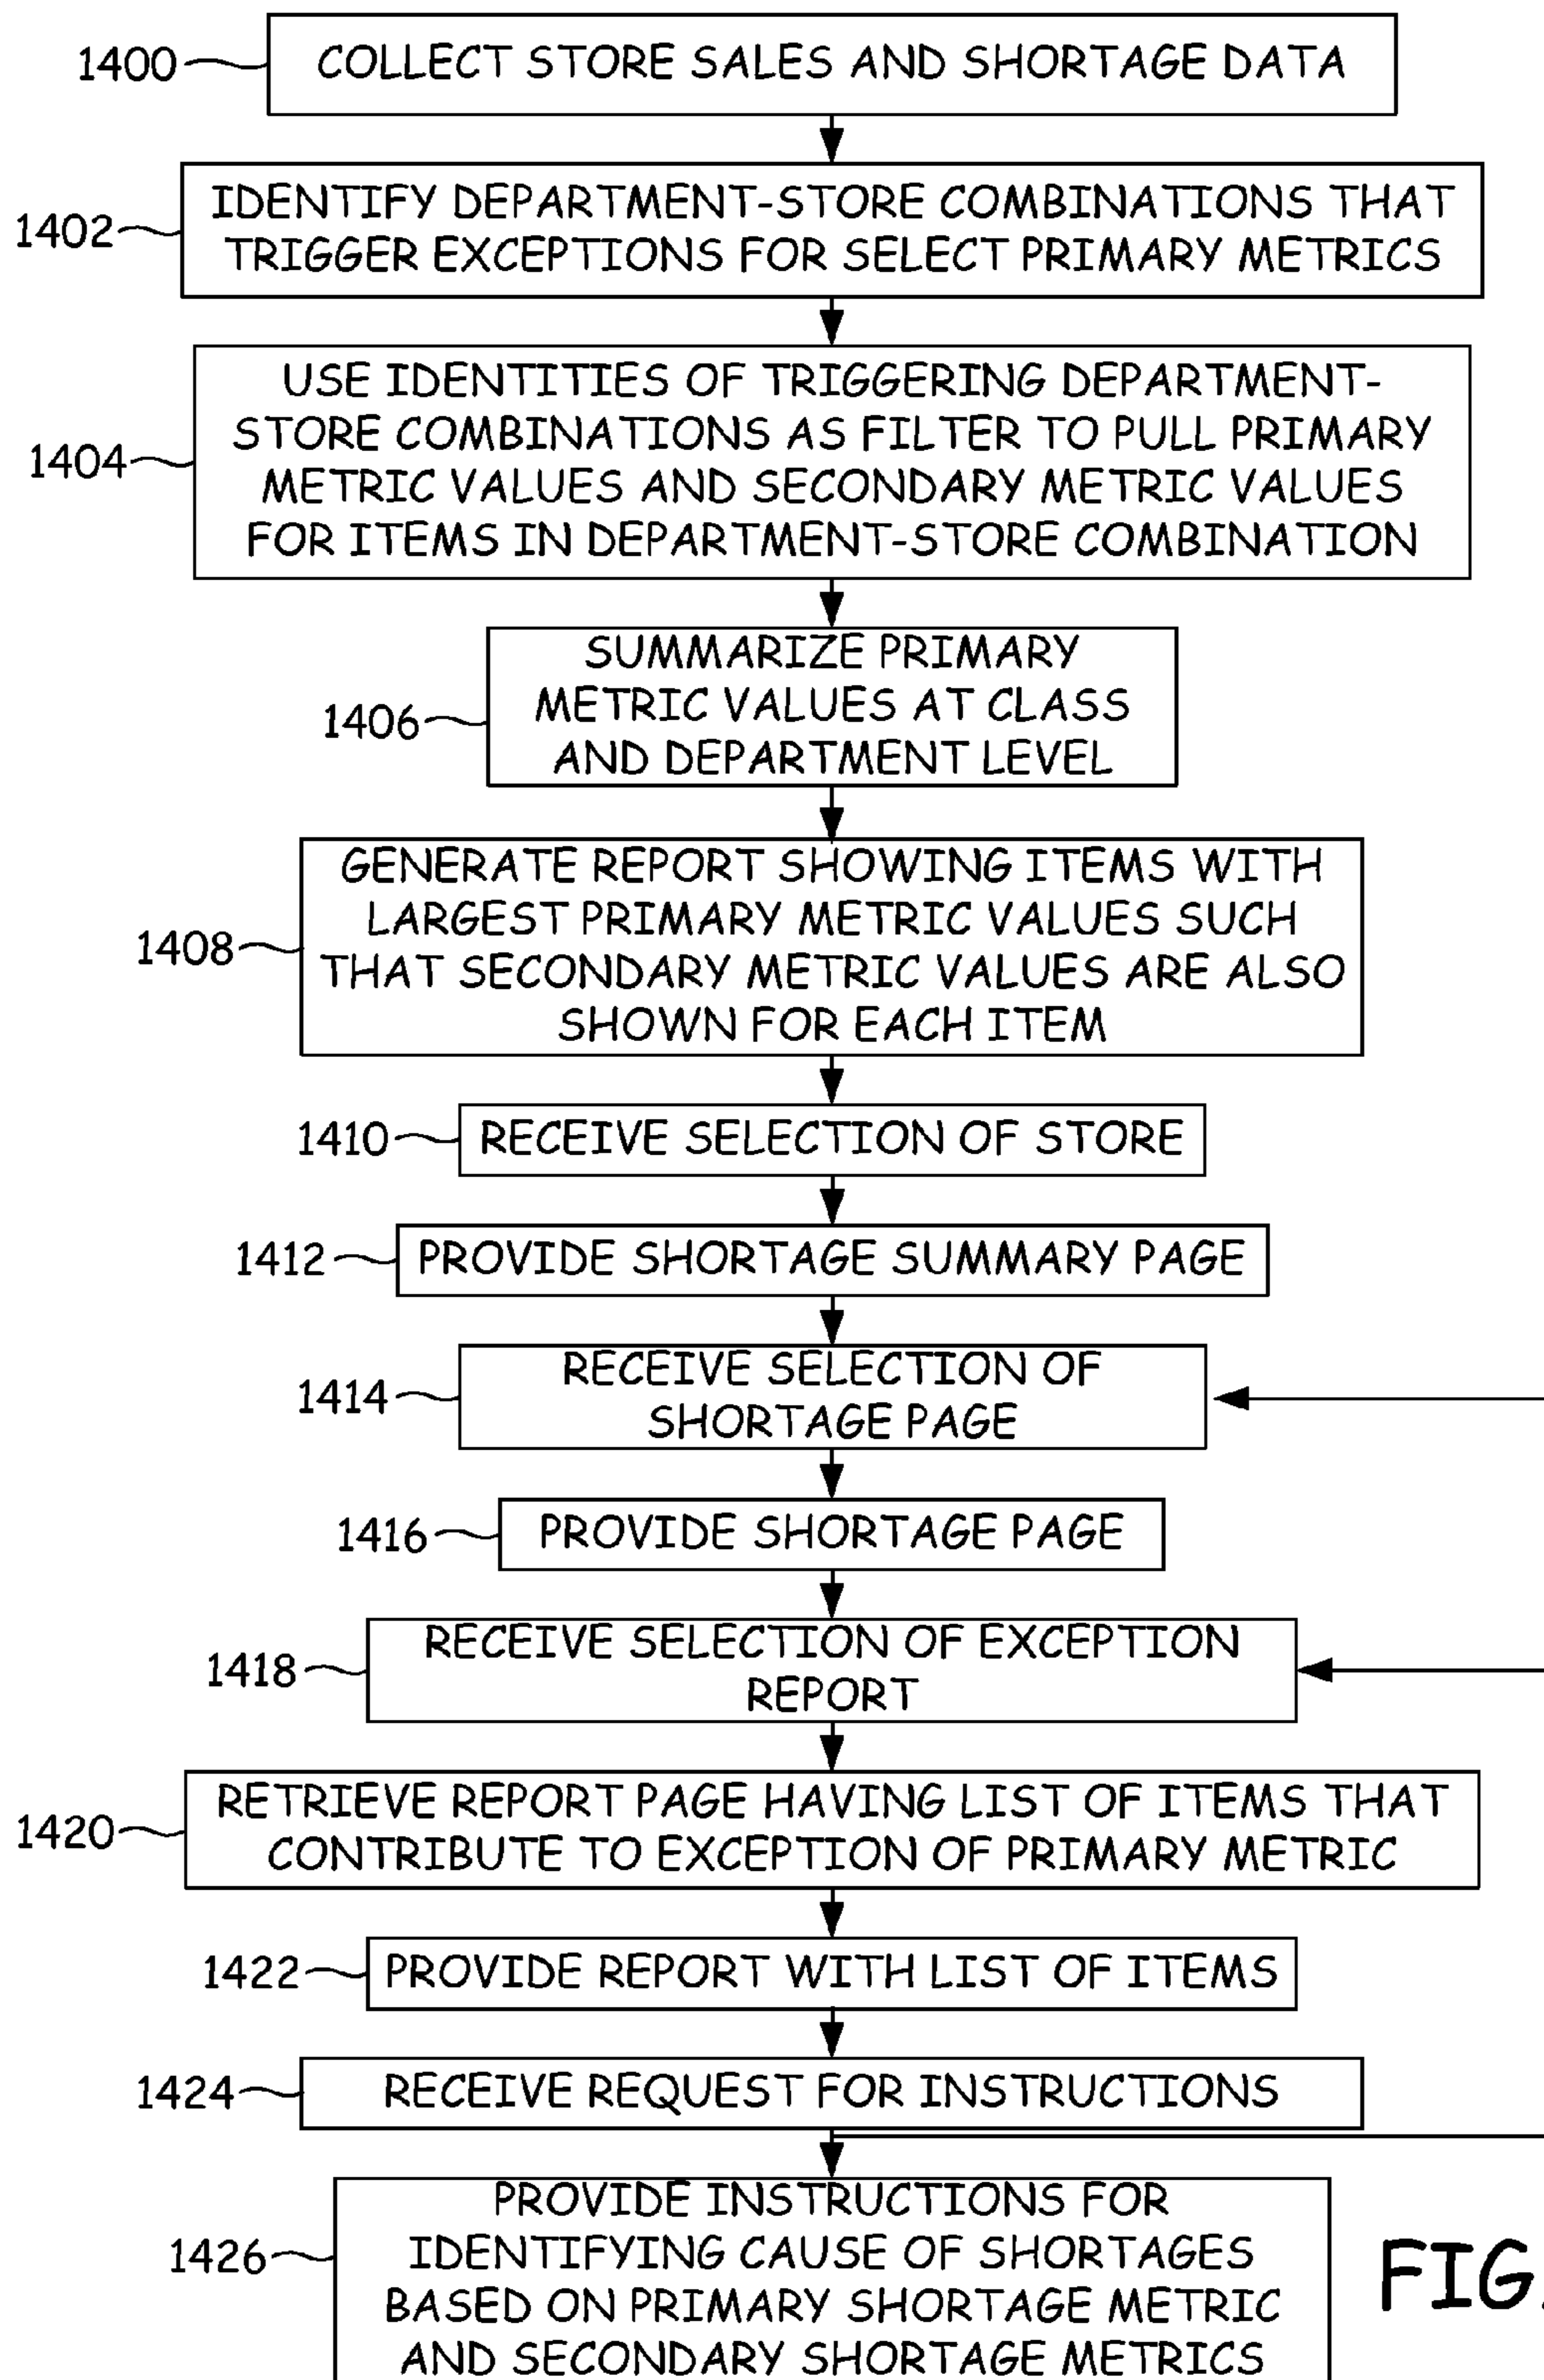 1400
COLLECT STORE SALES AND SHORTAGE DATA
1402
IDENTIFY DEPARTMENT-STORE COMBINATIONS THAT
TRIGGER EXCEPTIONS FOR SELECT PRIMARY METRICS
1404
USE IDENTITIES OF TRIGGERING DEPARTMENT-
STORE COMBINATIONS AS FILTER TO PULL PRIMARY
METRIC VALUES AND SECONDARY METRIC VALUES
FOR ITEMS IN DEPARTMENT-STORE COMBINATION
1406
SUMMARIZE PRIMARY
METRIC VALUES AT CLASS
AND DEPARTMENT LEVEL
1408
GENERATE REPORT SHOWING ITEMS WITH
LARGEST PRIMARY METRIC VALUES SUCH
THAT SECONDARY METRIC VALUES ARE ALSO
SHOWN FOR EACH ITEM
1410
RECEIVE SELECTION OF STORE
1412
PROVIDE SHORTAGE SUMMARY PAGE
1414
RECEIVE SELECTION OF
SHORTAGE PAGE
1416
PROVIDE SHORTAGE PAGE
1418
RECEIVE SELECTION OF EXCEPTION
REPORT
1420
RETRIEVE REPORT PAGE HAVING LIST OF ITEMS THAT
CONTRIBUTE TO EXCEPTION OF PRIMARY METRIC
1422
PROVIDE REPORT WITH LIST OF ITEMS
1424
RECEIVE REQUEST FOR INSTRUCTIONS
1426
PROVIDE INSTRUCTIONS FOR
IDENTIFYING CAUSE OF SHORTAGES
BASED ON PRIMARY SHORTAGE METRIC
AND SECONDARY SHORTAGE METRICS
FIG.